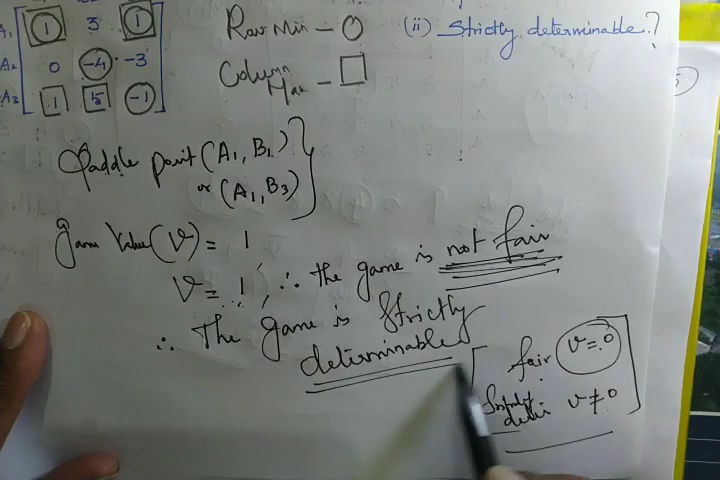 A₁ 1 3 1
A₂ 0 -4 -3
A₃ 1 5 -1
Row Min - O
Column Max - □
(ii) Strictly determinable.?
Saddle point (A₁, B₁)
or (A₁, B₃)
Game Value (V) = 1
V = 1, ∴ the game is not fair
∴ The Game is Strictly
determinable
fair V = 0
V ≠ 0